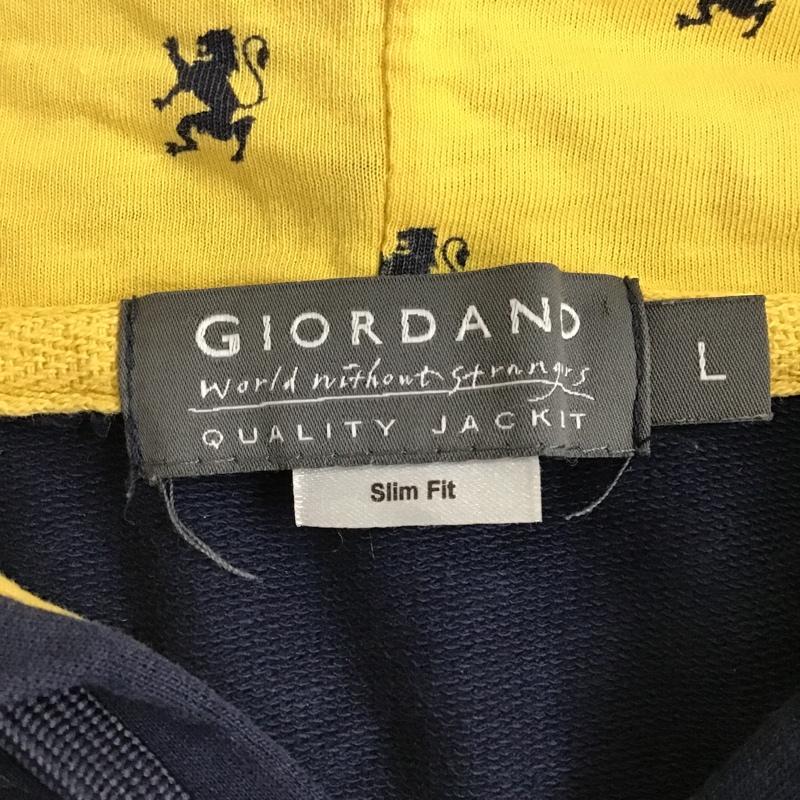 GIORDANO
World without strangers
QUALITY JACKIT
L
Slim Fit